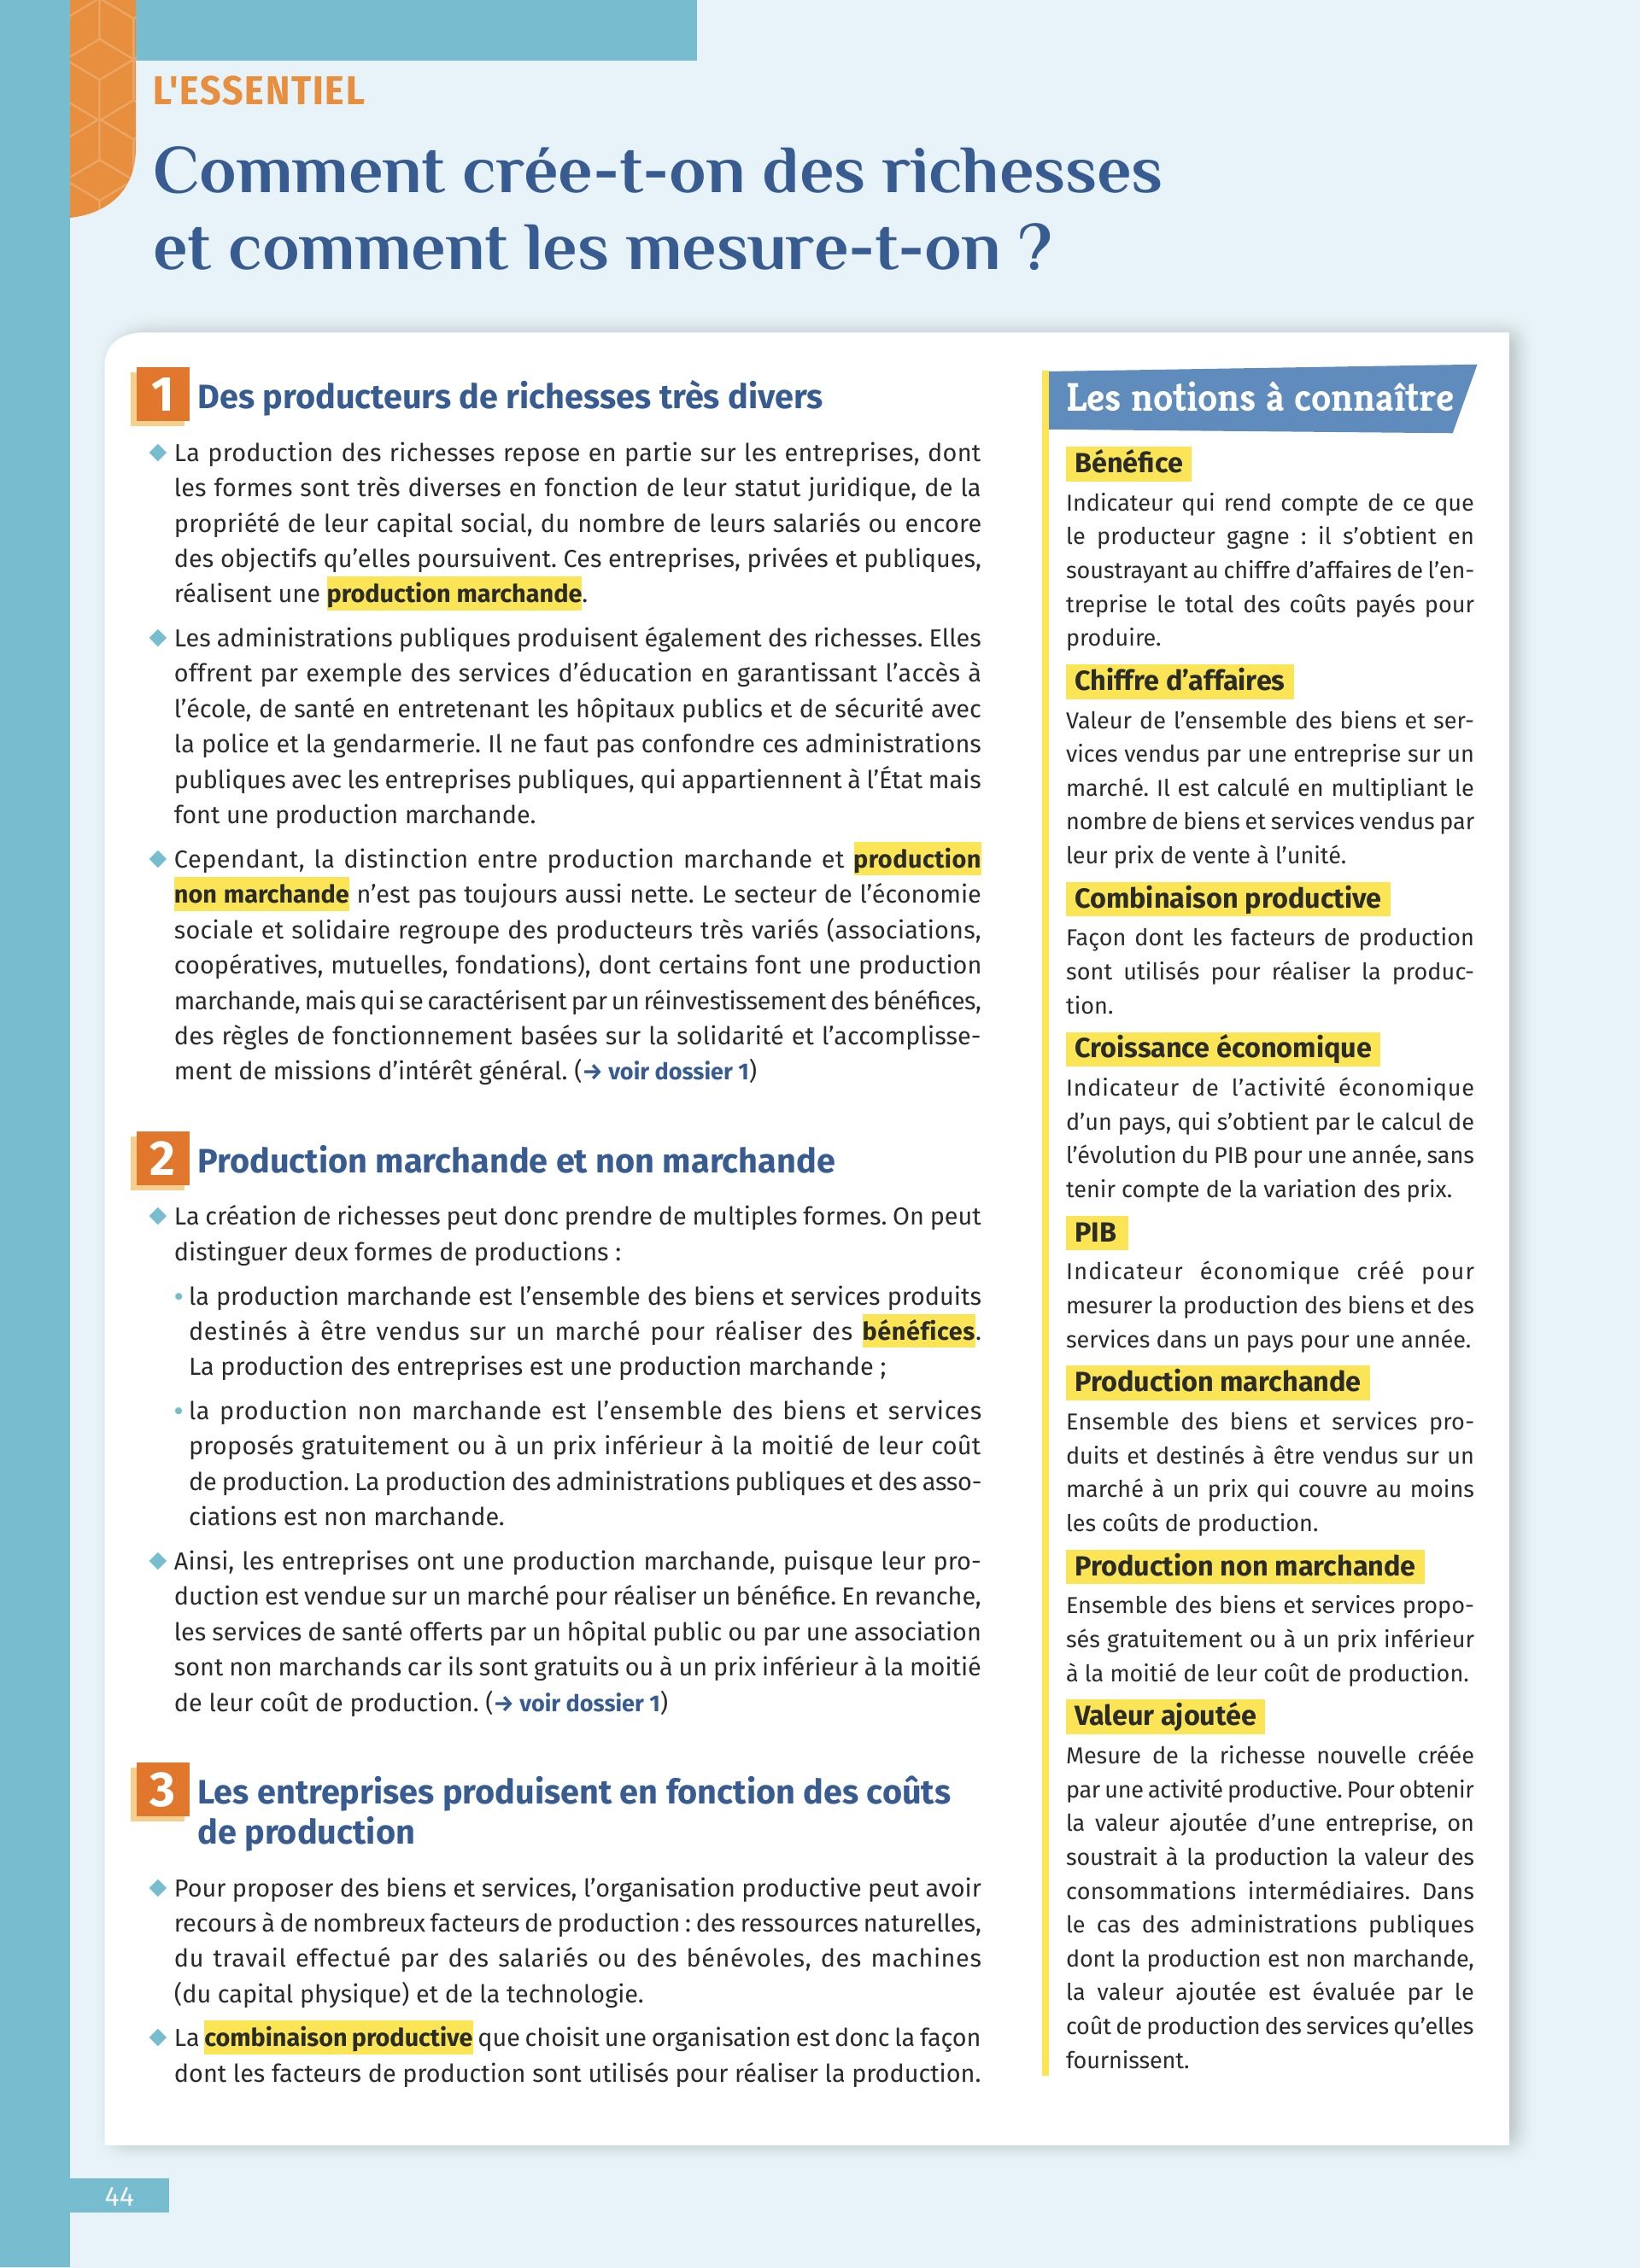 L'ESSENTIEL
Comment crée-t-on des richesses
et comment les mesure-t-on ?
1 Des producteurs de richesses très divers
◆ La production des richesses repose en partie sur les entreprises, dont
les formes sont très diverses en fonction de leur statut juridique, de la
propriété de leur capital social, du nombre de leurs salariés ou encore
des objectifs qu’elles poursuivent. Ces entreprises, privées et publiques,
réalisent une production marchande.
◆ Les administrations publiques produisent également des richesses. Elles
offrent par exemple des services d’éducation en garantissant l’accès à
l’école, de santé en entretenant les hôpitaux publics et de sécurité avec
la police et la gendarmerie. Il ne faut pas confondre ces administrations
publiques avec les entreprises publiques, qui appartiennent à l’État mais
font une production marchande.
◆ Cependant, la distinction entre production marchande et production
non marchande n’est pas toujours aussi nette. Le secteur de l’économie
sociale et solidaire regroupe des producteurs très variés (associations,
coopératives, mutuelles, fondations), dont certains font une production
marchande, mais qui se caractérisent par un réinvestissement des bénéfices,
des règles de fonctionnement basées sur la solidarité et l’accomplisse-
ment de missions d’intérêt général. (→ voir dossier 1)
2 Production marchande et non marchande
◆ La création de richesses peut donc prendre de multiples formes. On peut
distinguer deux formes de productions :
• la production marchande est l’ensemble des biens et services produits
destinés à être vendus sur un marché pour réaliser des bénéfices.
La production des entreprises est une production marchande ;
• la production non marchande est l’ensemble des biens et services
proposés gratuitement ou à un prix inférieur à la moitié de leur coût
de production. La production des administrations publiques et des asso-
ciations est non marchande.
◆ Ainsi, les entreprises ont une production marchande, puisque leur pro-
duction est vendue sur un marché pour réaliser un bénéfice. En revanche,
les services de santé offerts par un hôpital public ou par une association
sont non marchands car ils sont gratuits ou à un prix inférieur à la moitié
de leur coût de production. (→ voir dossier 1)
3 Les entreprises produisent en fonction des coûts
de production
◆ Pour proposer des biens et services, l’organisation productive peut avoir
recours à de nombreux facteurs de production : des ressources naturelles,
du travail effectué par des salariés ou des bénévoles, des machines
(du capital physique) et de la technologie.
◆ La combinaison productive que choisit une organisation est donc la façon
dont les facteurs de production sont utilisés pour réaliser la production.
Les notions à connaître
Bénéfice
Indicateur qui rend compte de ce que
le producteur gagne : il s’obtient en
soustrayant au chiffre d’affaires de l’en-
treprise le total des coûts payés pour
produire.
Chiffre d’affaires
Valeur de l’ensemble des biens et ser-
vices vendus par une entreprise sur un
marché. Il est calculé en multipliant le
nombre de biens et services vendus par
leur prix de vente à l’unité.
Combinaison productive
Façon dont les facteurs de production
sont utilisés pour réaliser la produc-
tion.
Croissance économique
Indicateur de l’activité économique
d’un pays, qui s’obtient par le calcul de
l’évolution du PIB pour une année, sans
tenir compte de la variation des prix.
PIB
Indicateur économique créé pour
mesurer la production des biens et des
services dans un pays pour une année.
Production marchande
Ensemble des biens et services pro-
duits et destinés à être vendus sur un
marché à un prix qui couvre au moins
les coûts de production.
Production non marchande
Ensemble des biens et services propo-
sés gratuitement ou à un prix inférieur
à la moitié de leur coût de production.
Valeur ajoutée
Mesure de la richesse nouvelle créée
par une activité productive. Pour obtenir
la valeur ajoutée d’une entreprise, on
soustrait à la production la valeur des
consommations intermédiaires. Dans
le cas des administrations publiques
dont la production est non marchande,
la valeur ajoutée est évaluée par le
coût de production des services qu’elles
fournissent.
44